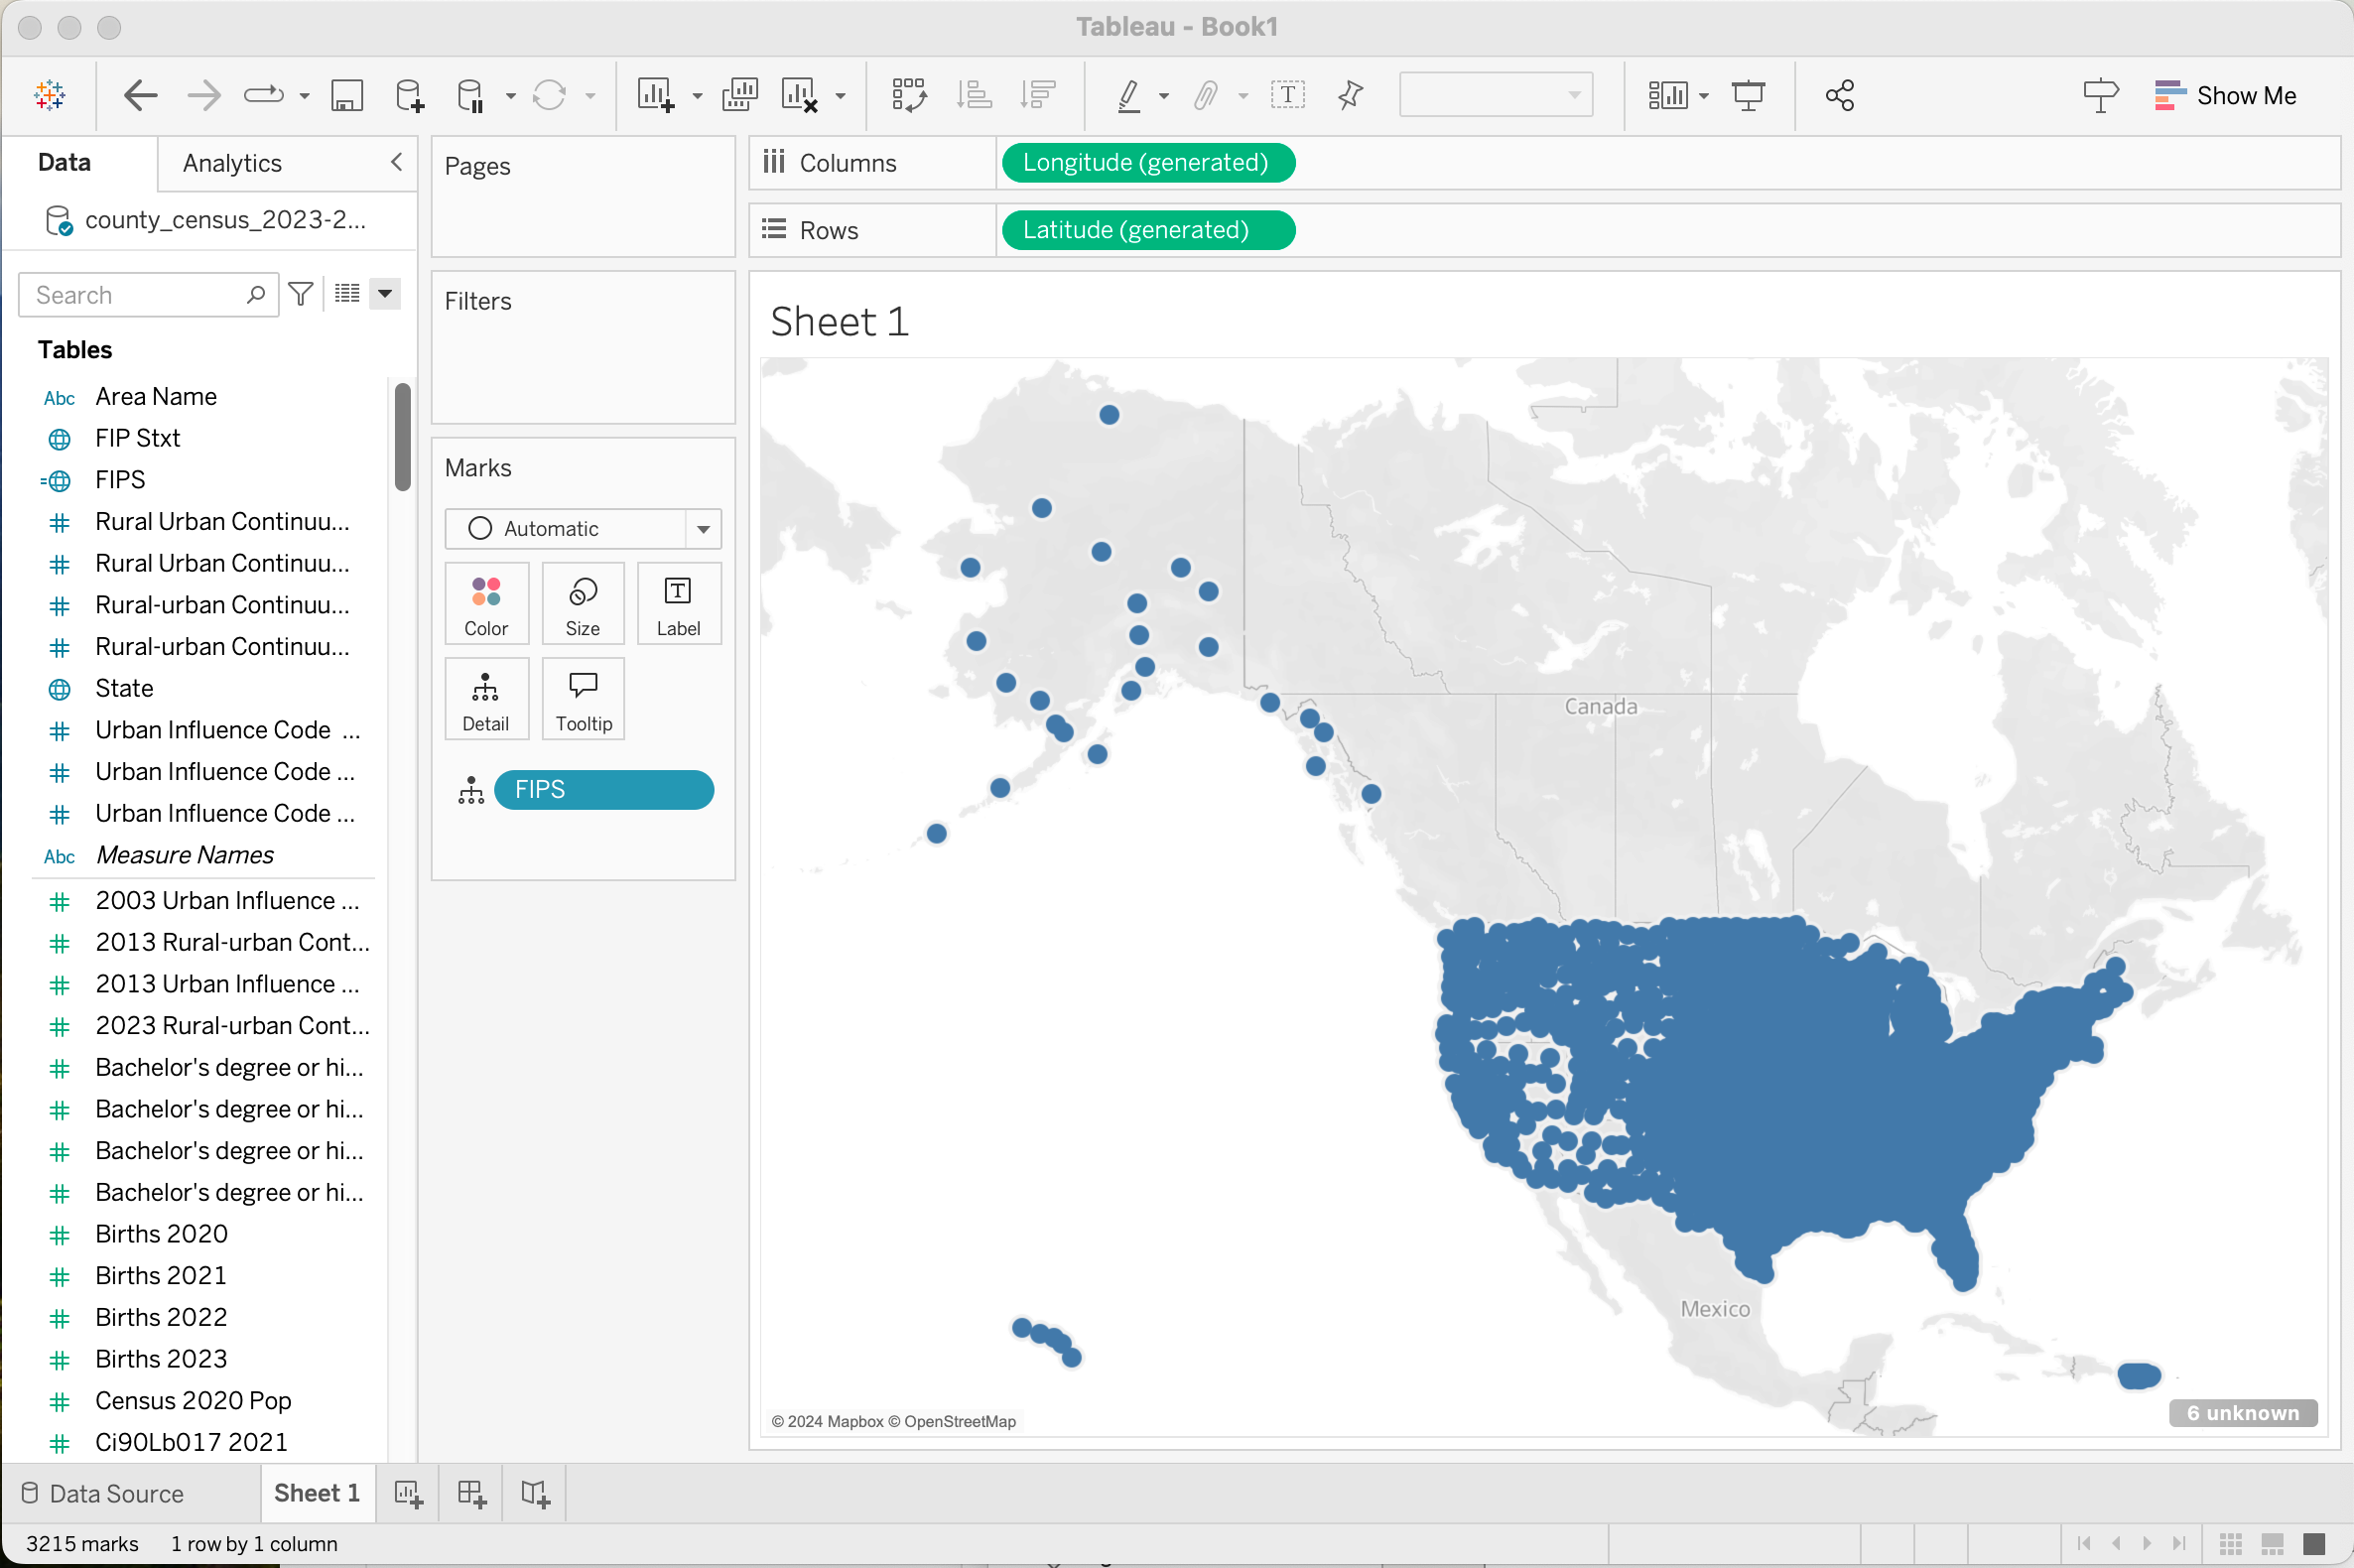 Tableau - Book1
Show Me
Data
Analytics
county_census_2023-2...
Search
Tables
Abc Area Name
FIP Stxt
FIPS
Rural Urban Continuu...
Rural Urban Continuu...
Rural-urban Continuu...
Rural-urban Continuu...
State
Urban Influence Code ...
Urban Influence Code ...
Urban Influence Code ...
Abc Measure Names
2003 Urban Influence ...
2013 Rural-urban Cont...
2013 Urban Influence ...
2023 Rural-urban Cont...
Bachelor's degree or hi...
Bachelor's degree or hi...
Bachelor's degree or hi...
Bachelor's degree or hi...
Births 2020
Births 2021
Births 2022
Births 2023
Census 2020 Pop
Ci90Lb017 2021
Pages
Filters
Marks
Automatic
Color
Size
Label
Detail
Tooltip
FIPS
Columns
Longitude (generated)
Rows
Latitude (generated)
Sheet 1
Canada
Mexico
© 2024 Mapbox © OpenStreetMap
6 unknown
Data Source
Sheet 1
3215 marks
1 row by 1 column